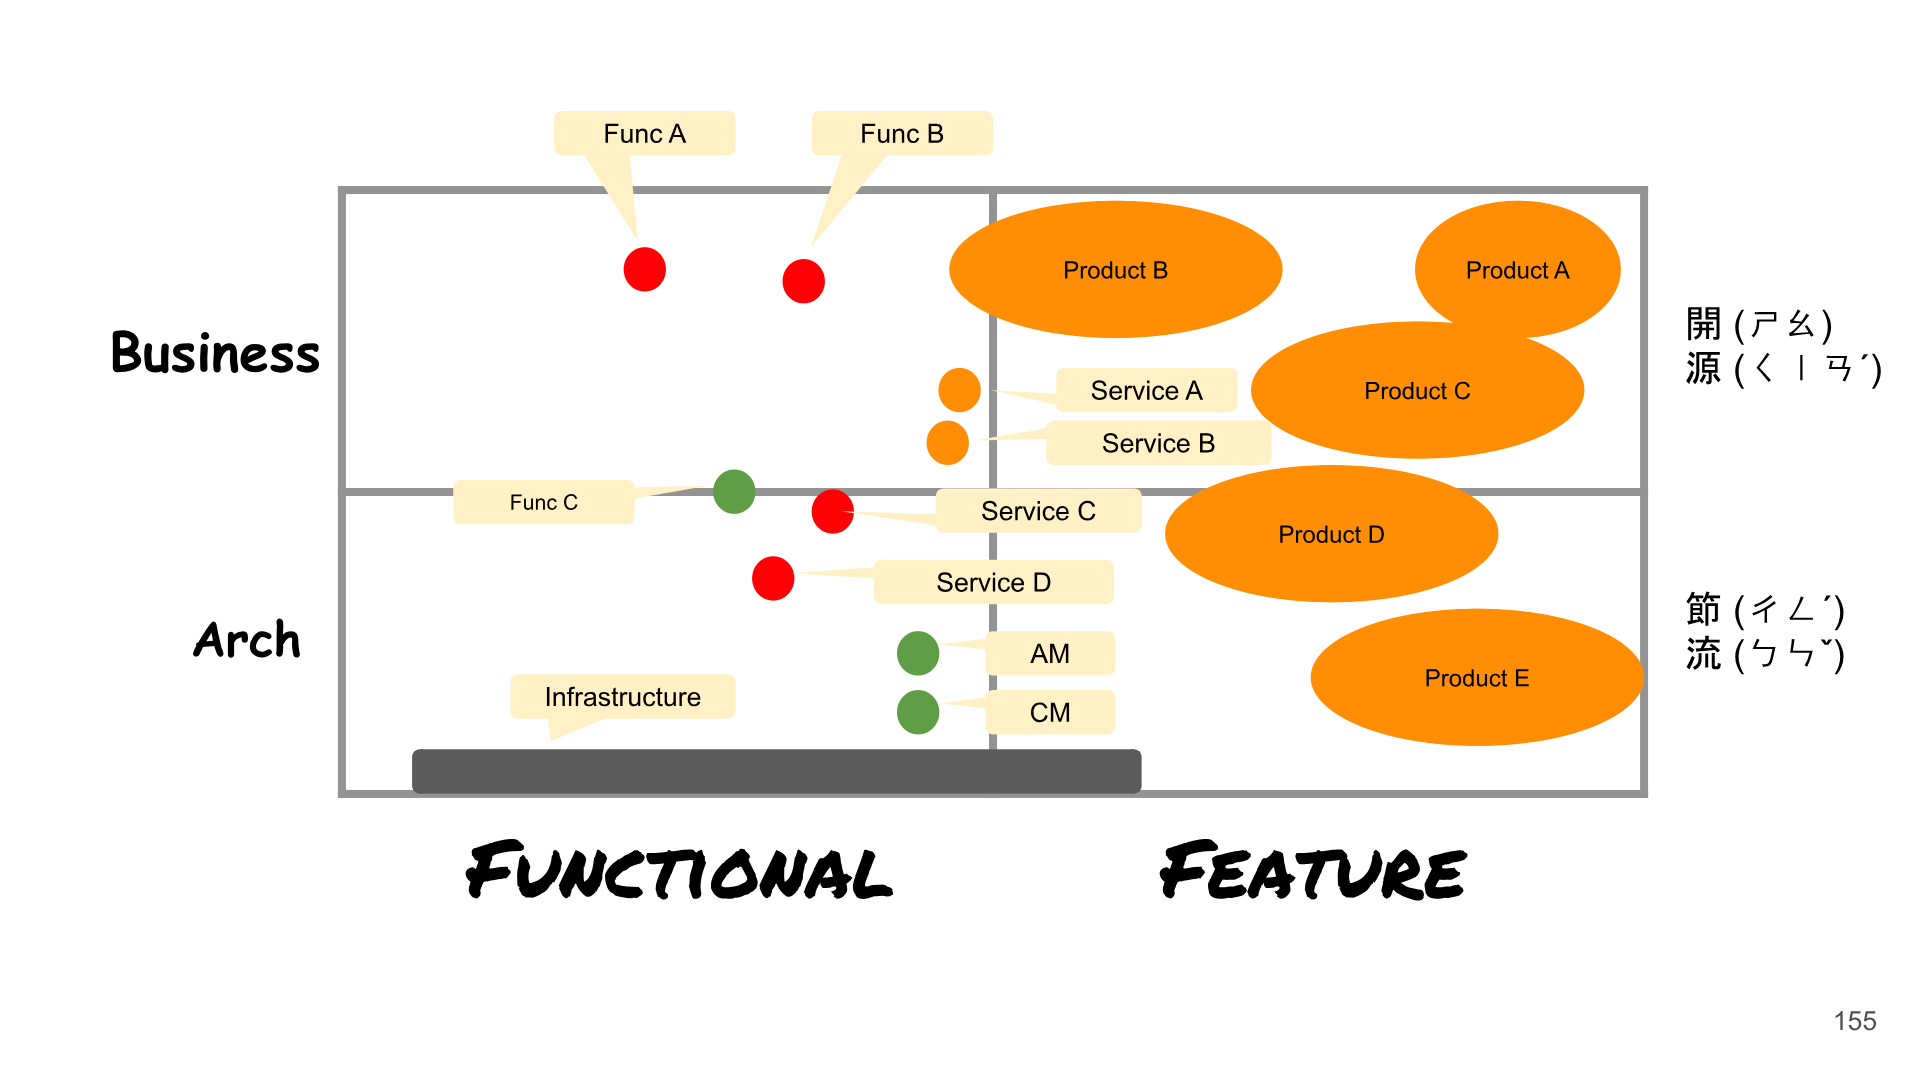 Func A
Func B
Product B
Product A
Business
開 (ㄕㄠ)
源 (ㄑㄧㄢˊ)
Service A
Product C
Service B
Func C
Service C
Product D
Service D
Arch
節 (ㄔㄥˊ)
流 (ㄅㄣˇ)
AM
Product E
Infrastructure
CM
FUNCTIONAL
FEATURE
155